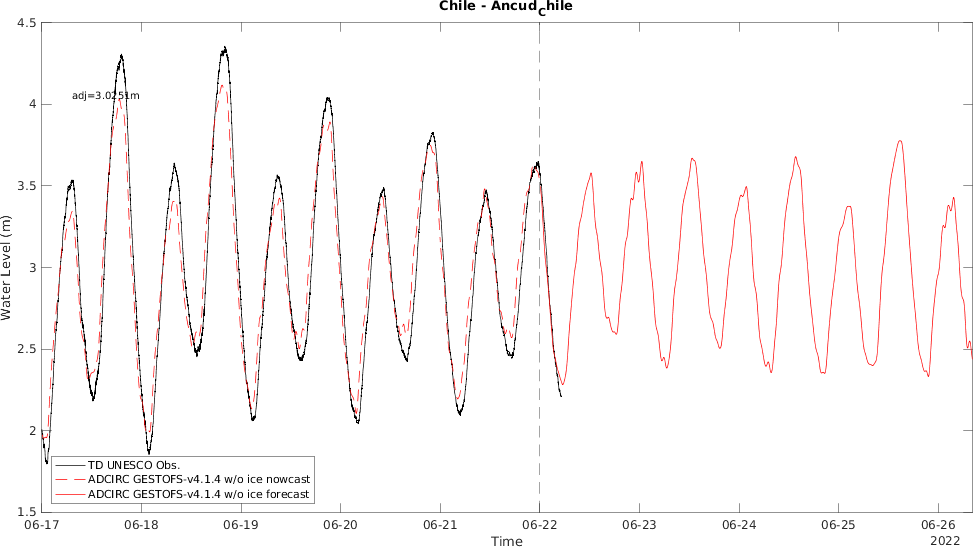 Chile - Ancud_Chile
4.5
4
3.5
3
2.5
2
1.5
Water Level (m)
adj=3.0251m
TD UNESCO Obs.
ADCIRC GESTOFS-v4.1.4 w/o ice nowcast
ADCIRC GESTOFS-v4.1.4 w/o ice forecast
06-17 06-18 06-19 06-20 06-21 06-22 06-23 06-24 06-25 06-26
Time
2022